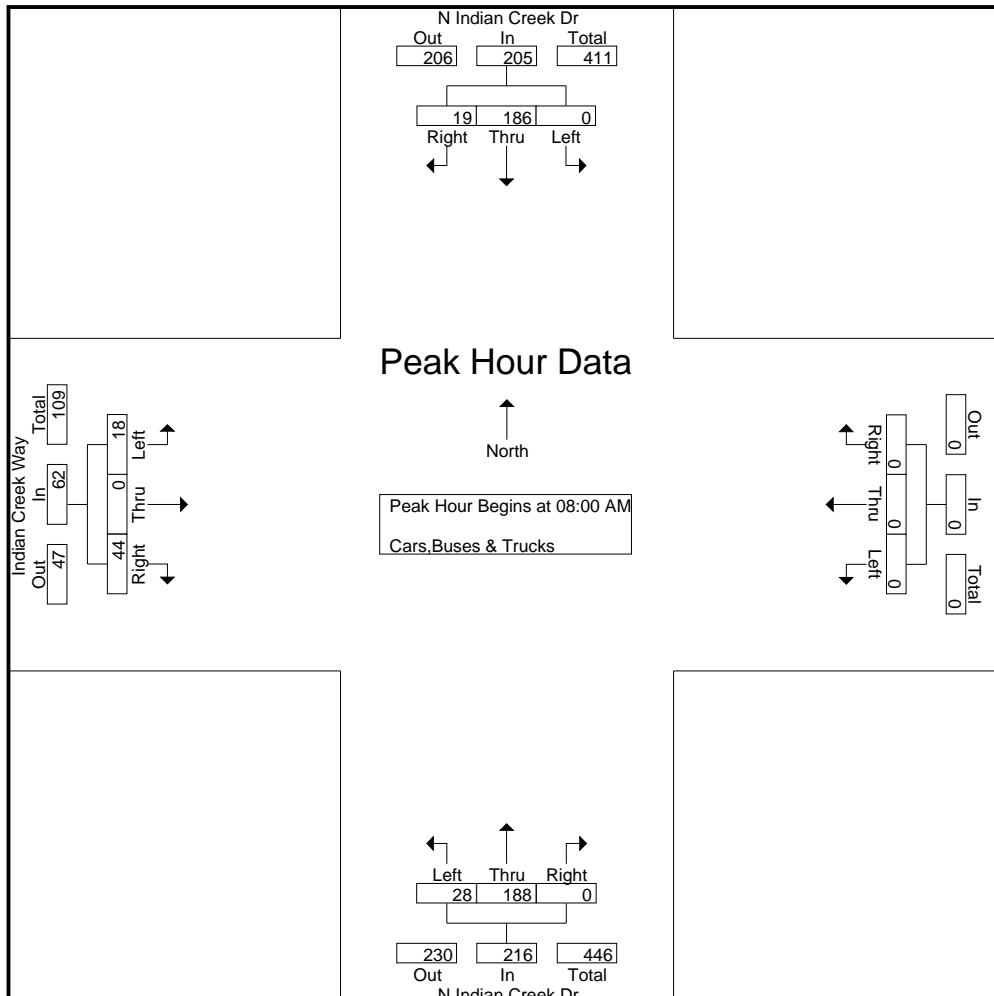 N Indian Creek Dr
Out In Total
206 205 411
19 186 0
Right Thru Left
Peak Hour Data
North
Peak Hour Begins at 08:00 AM
Cars,Buses & Trucks
Indian Creek Way
Out In Total
47 62 109
44 0 18
Right Thru Left
Right Thru Left
0 0 0
Out In Total
0 0 0
Left Thru Right
28 188 0
230 216 446
Out In Total
N Indian Creek Dr